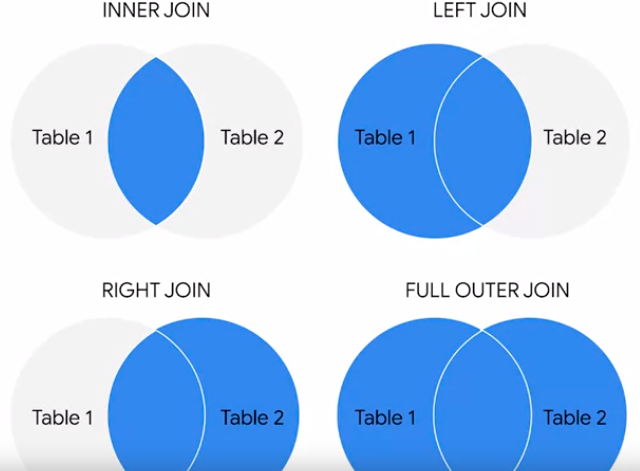 INNER JOIN
LEFT JOIN
Table 1
Table 2
Table 1
Table 2
RIGHT JOIN
FULL OUTER JOIN
Table 1
Table 2
Table 1
Table 2